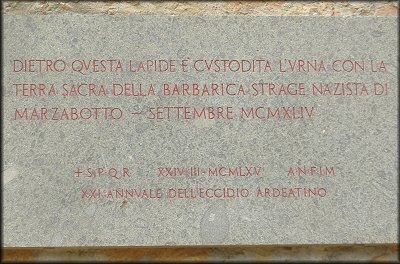 DIETRO QVESTA LAPIDE E' CVSTODITA L'VRNA CON LA
TERRA SACRA DELLA BARBARICA STRAGE NAZISTA DI
MARZABOTTO – SETTEMBRE MCMXLIV
+ S.P.Q.R. XXIV·III·MCMLXV A.N.F.I.M.
XXI ANNVALE DELL'ECCIDIO ARDEATINO